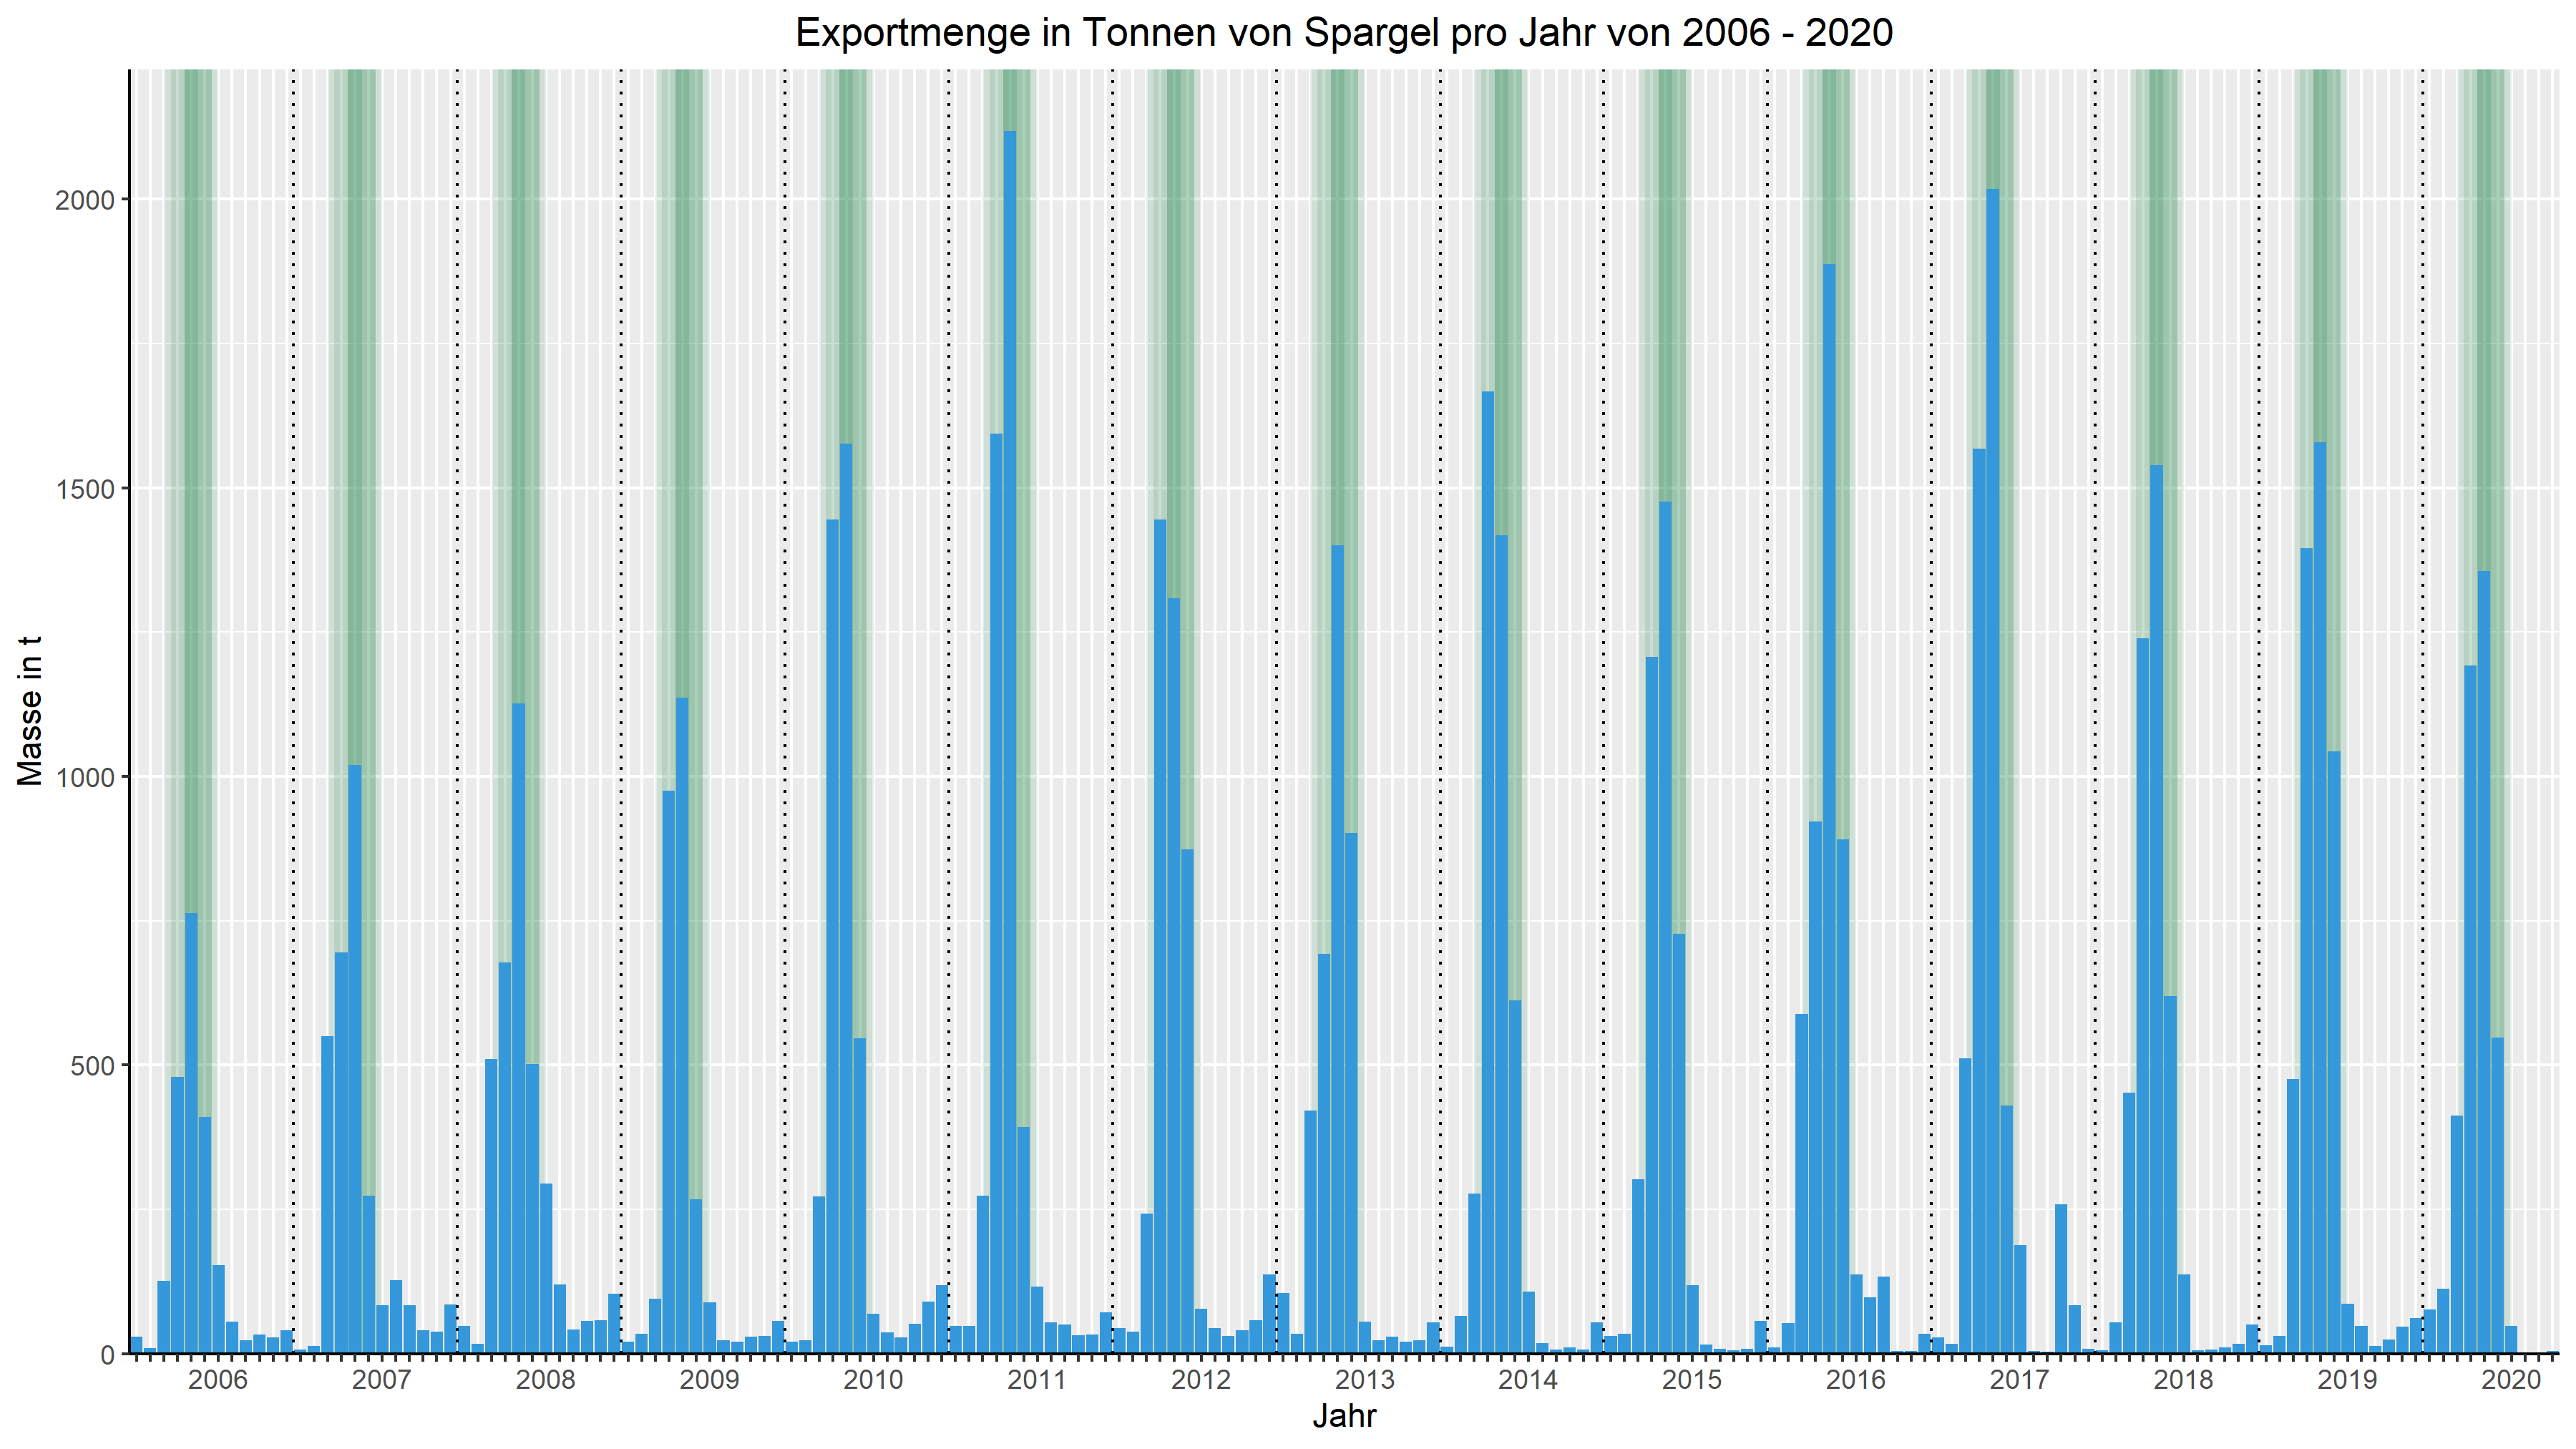 Exportmenge in Tonnen von Spargel pro Jahr von 2006 - 2020
Masse in t
2000
1500
1000
500
0
2006 2007 2008 2009 2010 2011 2012 2013 2014 2015 2016 2017 2018 2019 2020
Jahr